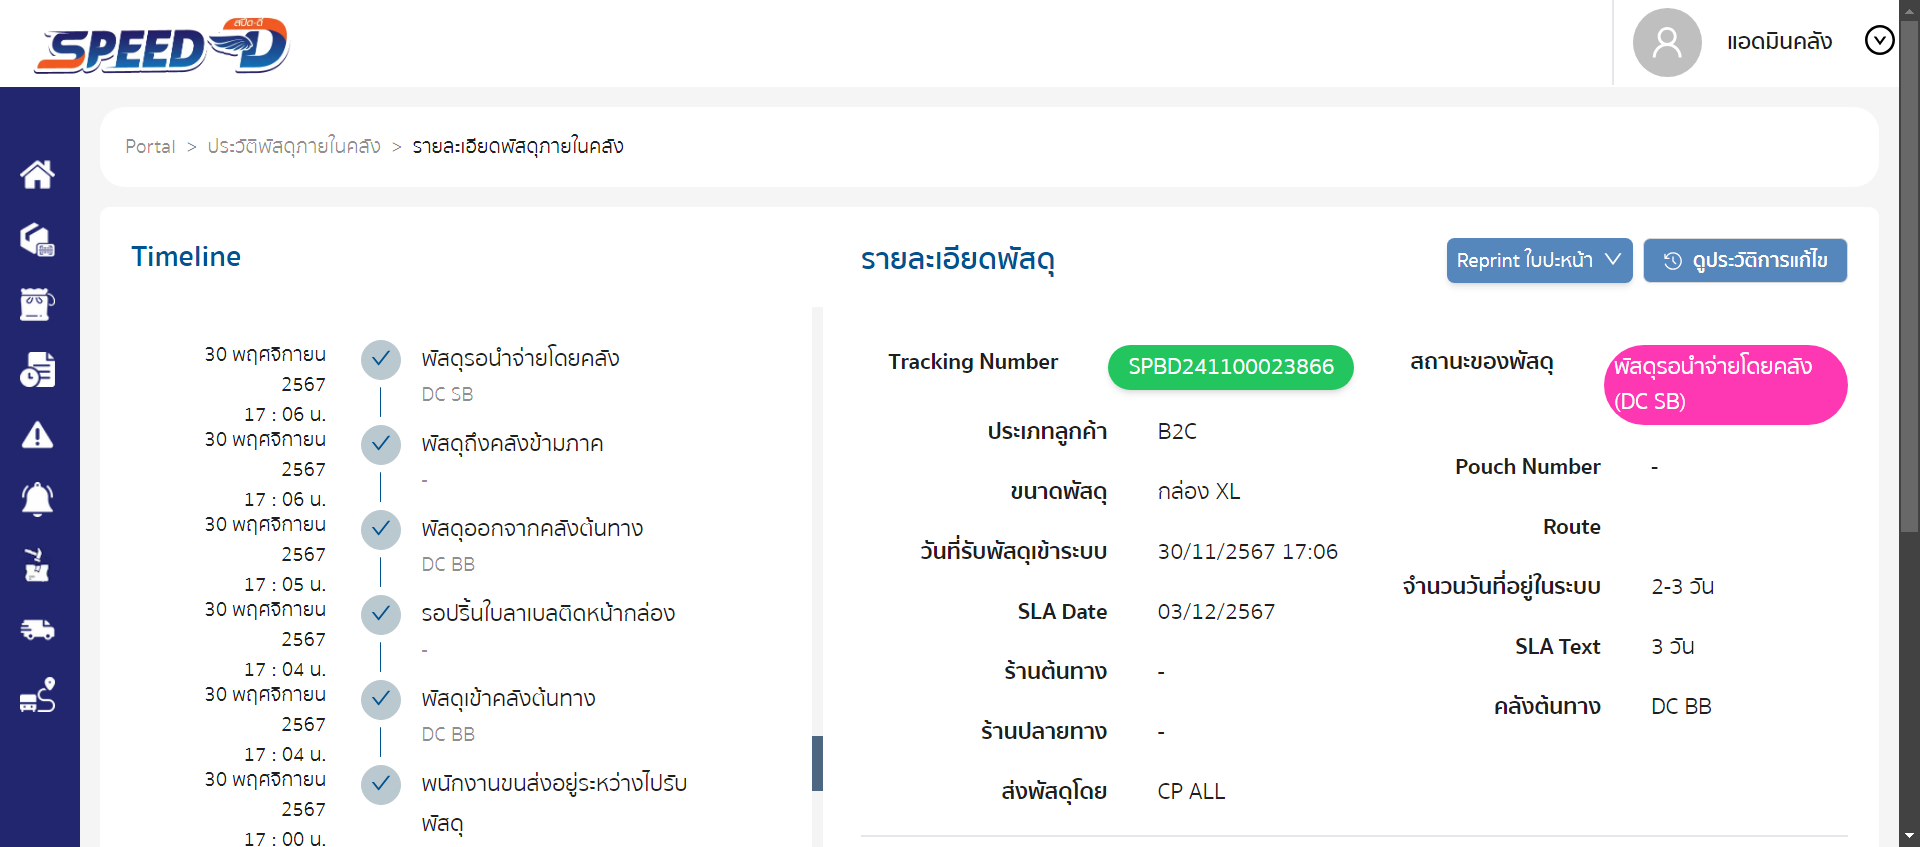 สปีด-ดี
SPEED-D
แอดมินคลัง
Portal > ประวัติพัสดุภายในคลัง > รายละเอียดพัสดุภายในคลัง
Timeline
30 พฤศจิกายน
2567
17 : 06 น.
พัสดุรอนำจ่ายโดยคลัง
DC SB
30 พฤศจิกายน
2567
17 : 06 น.
พัสดุถึงคลังข้ามภาค
-
30 พฤศจิกายน
2567
17 : 05 น.
พัสดุออกจากคลังต้นทาง
DC BB
30 พฤศจิกายน
2567
17 : 04 น.
รอปริ้นใบลาเบลติดหน้ากล่อง
-
30 พฤศจิกายน
2567
17 : 04 น.
พัสดุเข้าคลังต้นทาง
DC BB
30 พฤศจิกายน
2567
17 : 00 น.
พนักงานขนส่งอยู่ระหว่างไปรับ
พัสดุ
รายละเอียดพัสดุ
Reprint ใบปะหน้า
ดูประวัติการแก้ไข
Tracking Number SPBD241100023866
ประเภทลูกค้า B2C
ขนาดพัสดุ กล่อง XL
วันที่รับพัสดุเข้าระบบ 30/11/2567 17:06
SLA Date 03/12/2567
ร้านต้นทาง -
ร้านปลายทาง -
ส่งพัสดุโดย CP ALL
สถานะของพัสดุ พัสดุรอนำจ่ายโดยคลัง
(DC SB)
Pouch Number -
Route
จำนวนวันที่อยู่ในระบบ 2-3 วัน
SLA Text 3 วัน
คลังต้นทาง DC BB